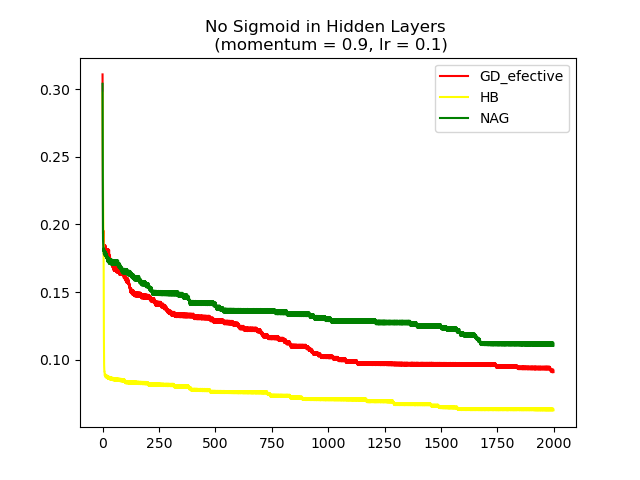 No Sigmoid in Hidden Layers
(momentum = 0.9, lr = 0.1)
GD_efective
HB
NAG
0.30
0.25
0.20
0.15
0.10
0 250 500 750 1000 1250 1500 1750 2000